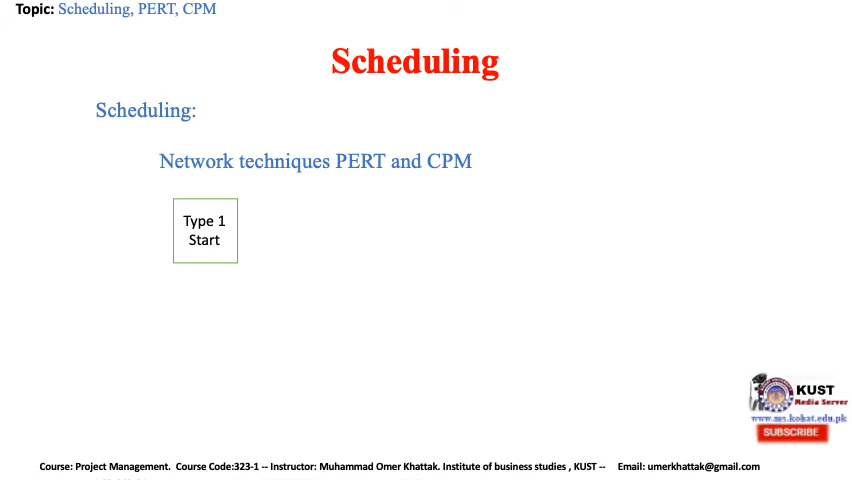 Topic: Scheduling, PERT, CPM
Scheduling
Scheduling:
Network techniques PERT and CPM
Type 1
Start
KUST
Media Server
www.ms.kohat.edu.pk
SUBSCRIBE
Course: Project Management. Course Code:323-1 -- Instructor: Muhammad Omer Khattak. Institute of business studies , KUST -- Email: umerkhattak@gmail.com